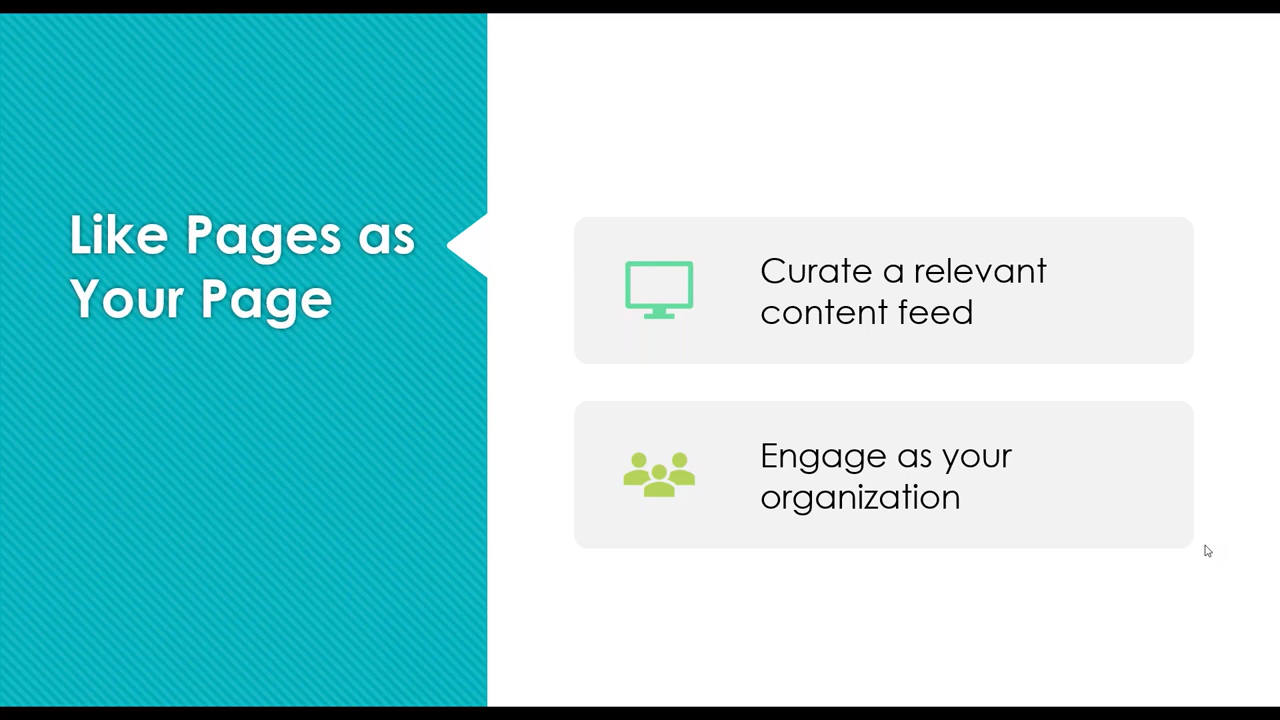 Like Pages as
Your Page
Curate a relevant
content feed
Engage as your
organization